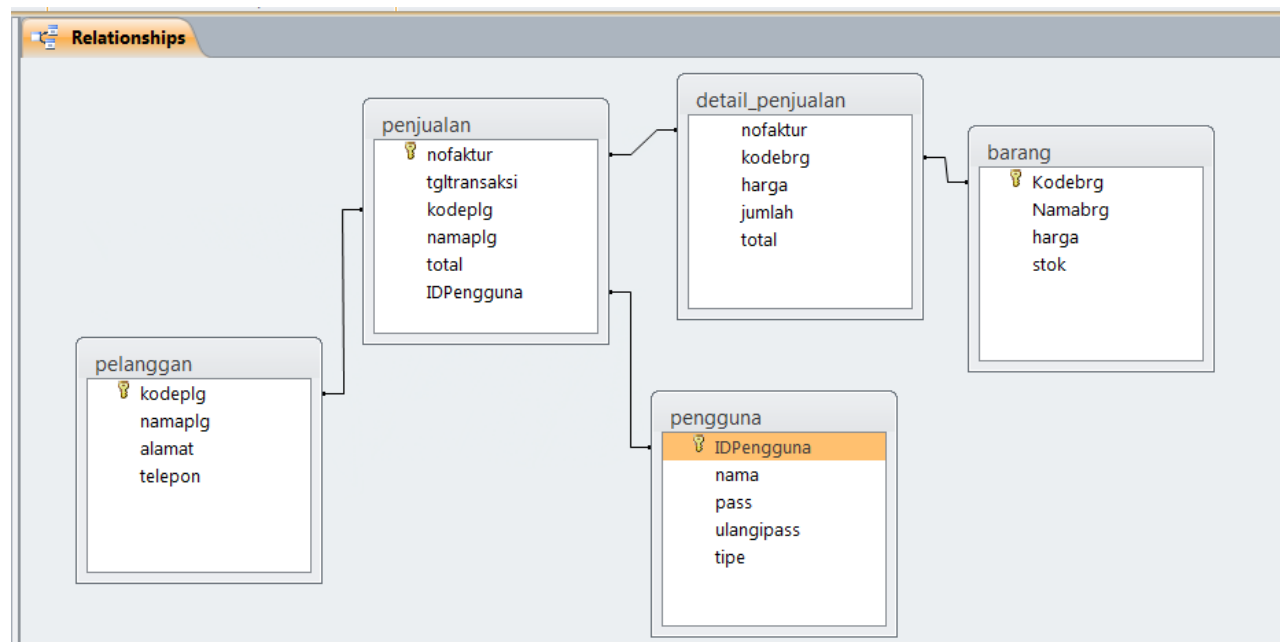 Relationships
penjualan
nofaktur
tgltransaksi
kodeplg
namaplg
total
IDPengguna
detail_penjualan
nofaktur
kodebrg
harga
jumlah
total
barang
Kodebrg
Namabrg
harga
stok
pelanggan
kodeplg
namaplg
alamat
telepon
pengguna
IDPengguna
nama
pass
ulangipass
tipe